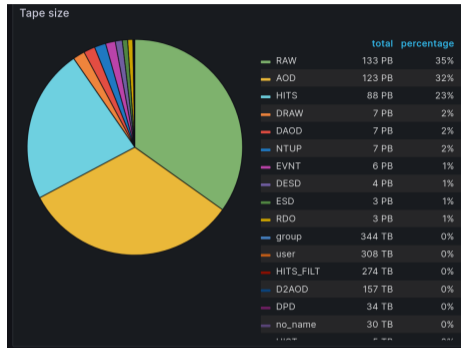 Tape size
total percentage
RAW 133 PB 35%
AOD 123 PB 32%
HITS 88 PB 23%
DRAW 7 PB 2%
DAOD 7 PB 2%
NTUP 7 PB 2%
EVNT 6 PB 1%
DESD 4 PB 1%
ESD 3 PB 1%
RDO 3 PB 1%
group 344 TB 0%
user 308 TB 0%
HITS_FILT 274 TB 0%
D2AOD 157 TB 0%
DPD 34 TB 0%
no_name 30 TB 0%